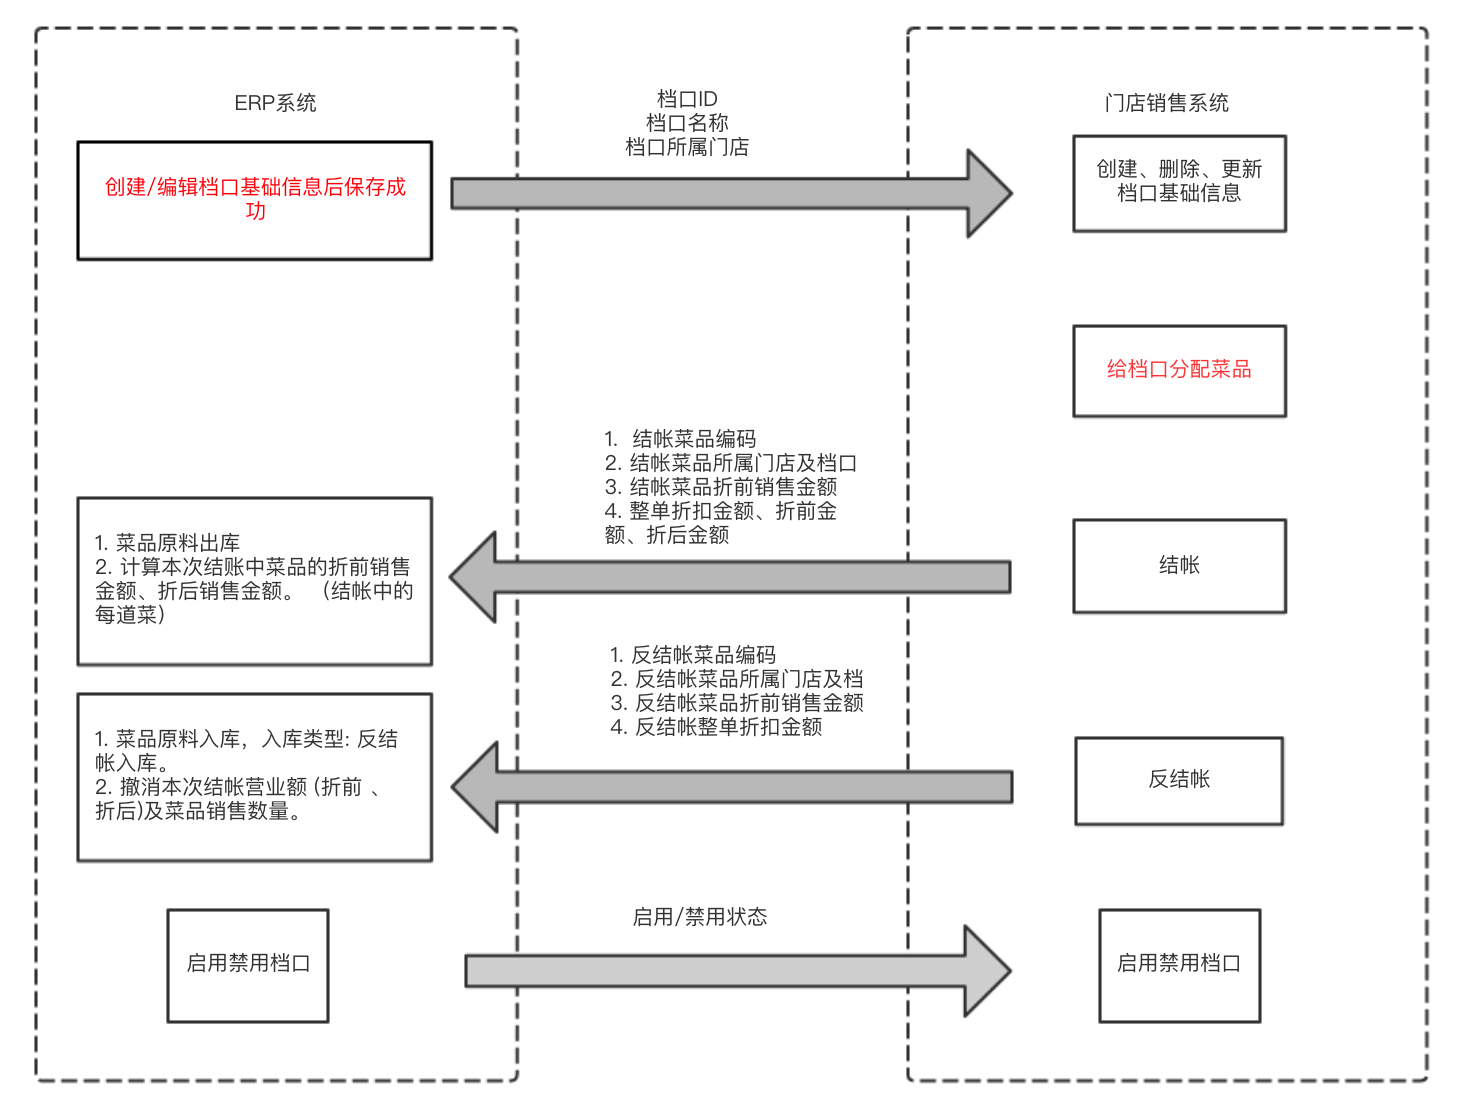 ERP系统
档口ID
档口名称
档口所属门店
门店销售系统
创建/编辑档口基础信息后保存成
功
创建、删除、更新
档口基础信息
给档口分配菜品
1. 结帐菜品编码
2. 结帐菜品所属门店及档口
3. 结帐菜品折前销售金额
4. 整单折扣金额、折前金
额、折后金额
1. 菜品原料出库
2. 计算本次结账中菜品的折前销售
金额、折后销售金额。 （结帐中的
每道菜）
结帐
1. 反结帐菜品编码
2. 反结帐菜品所属门店及档
3. 反结帐菜品折前销售金额
4. 反结帐整单折扣金额
1. 菜品原料入库，入库类型: 反结
帐入库。
2. 撤消本次结帐营业额 (折前 、
折后)及菜品销售数量。
反结帐
启用/禁用状态
启用禁用档口
启用禁用档口